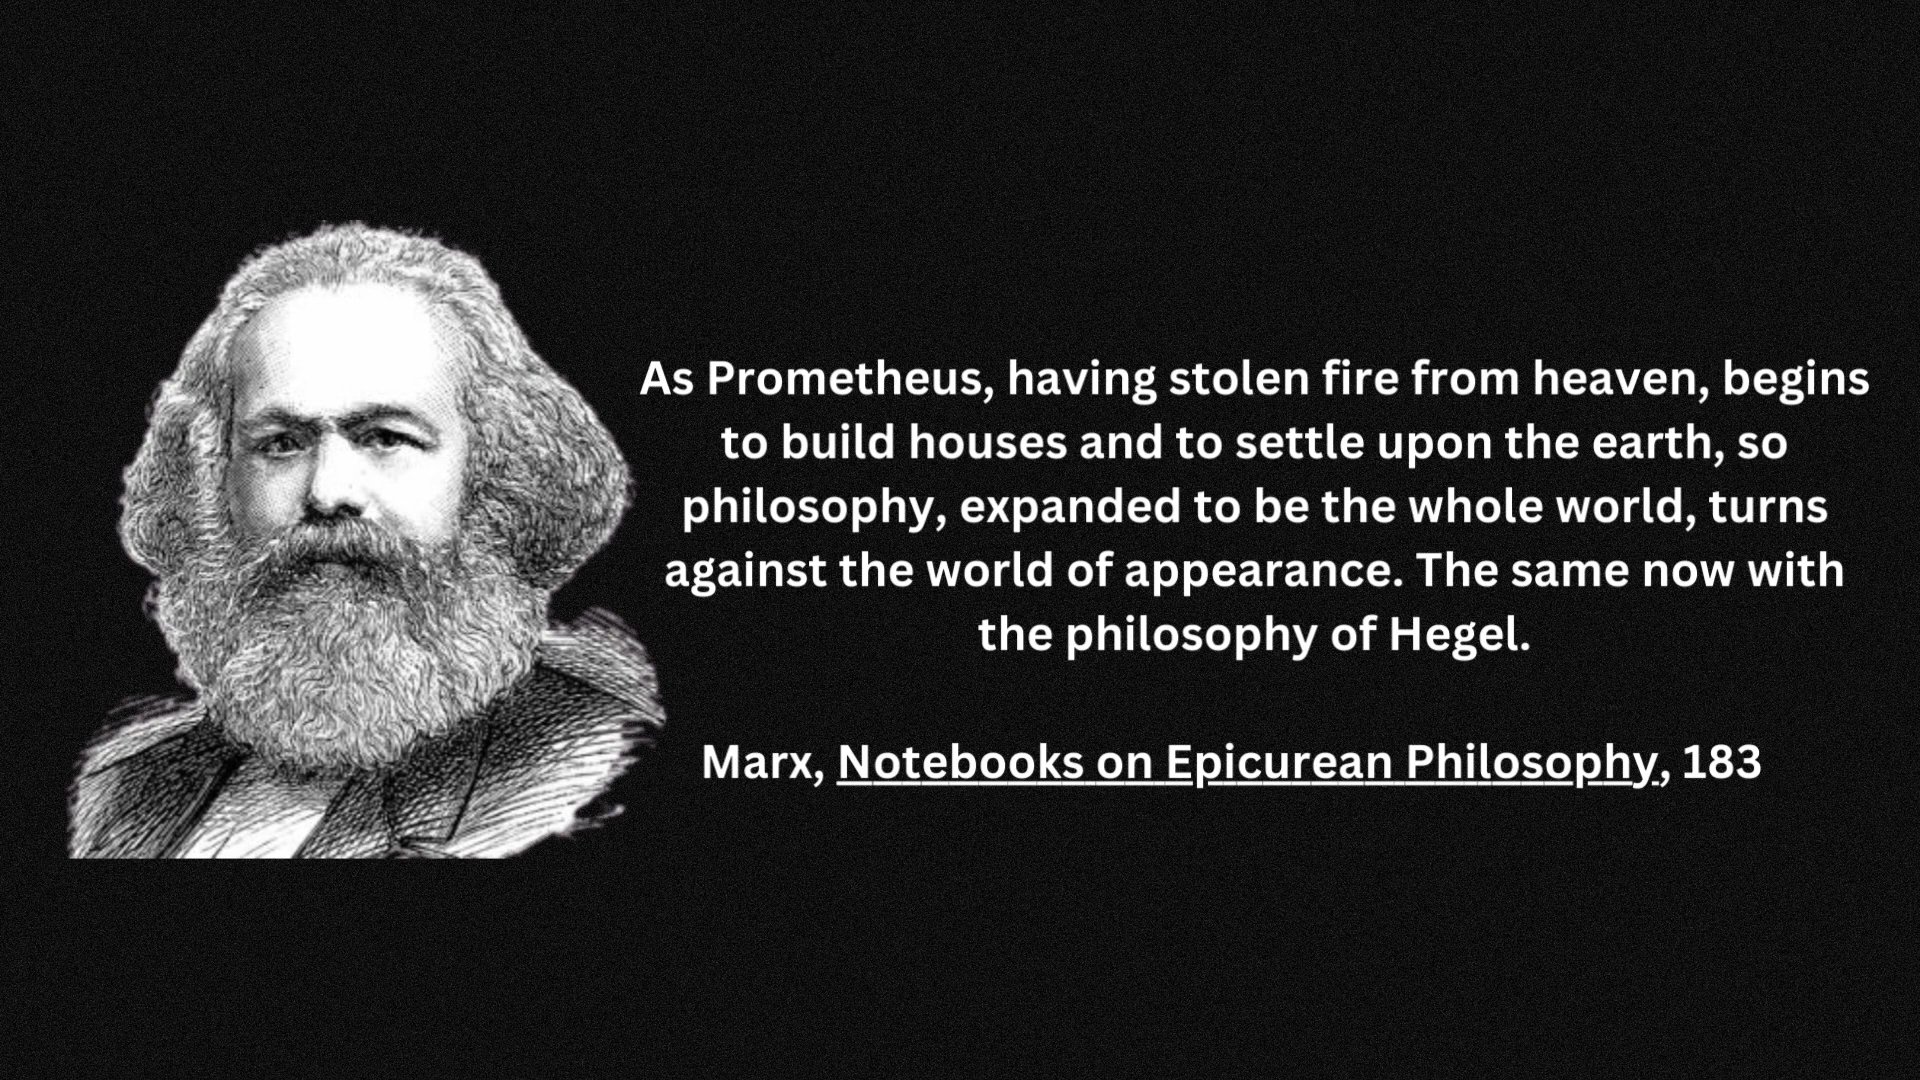 As Prometheus, having stolen fire from heaven, begins
to build houses and to settle upon the earth, so
philosophy, expanded to be the whole world, turns
against the world of appearance. The same now with
the philosophy of Hegel.
Marx, Notebooks on Epicurean Philosophy, 183